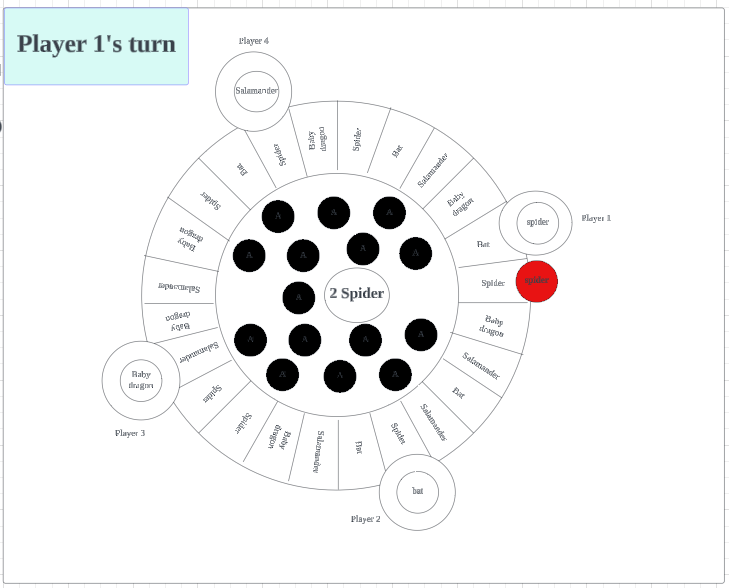 Player 1's turn
Player 4
Salamander
Spider
Bat
Salamander
Baby
dragon
spider
Player 1
Bat
Spider
spider
Baby
dragon
Salamander
Bat
Salamander
Spider
bat
Player 2
Bat
Salamander
Baby
dragon
Spider
Spider
Salamander
Baby
dragon
Player 3
Baby
dragon
Salamander
Baby
dragon
Spider
Bat
Spider
Baby
dragon
A
A
A
A
A
A
A
A
2 Spider
A
A
A
A
A
A
A